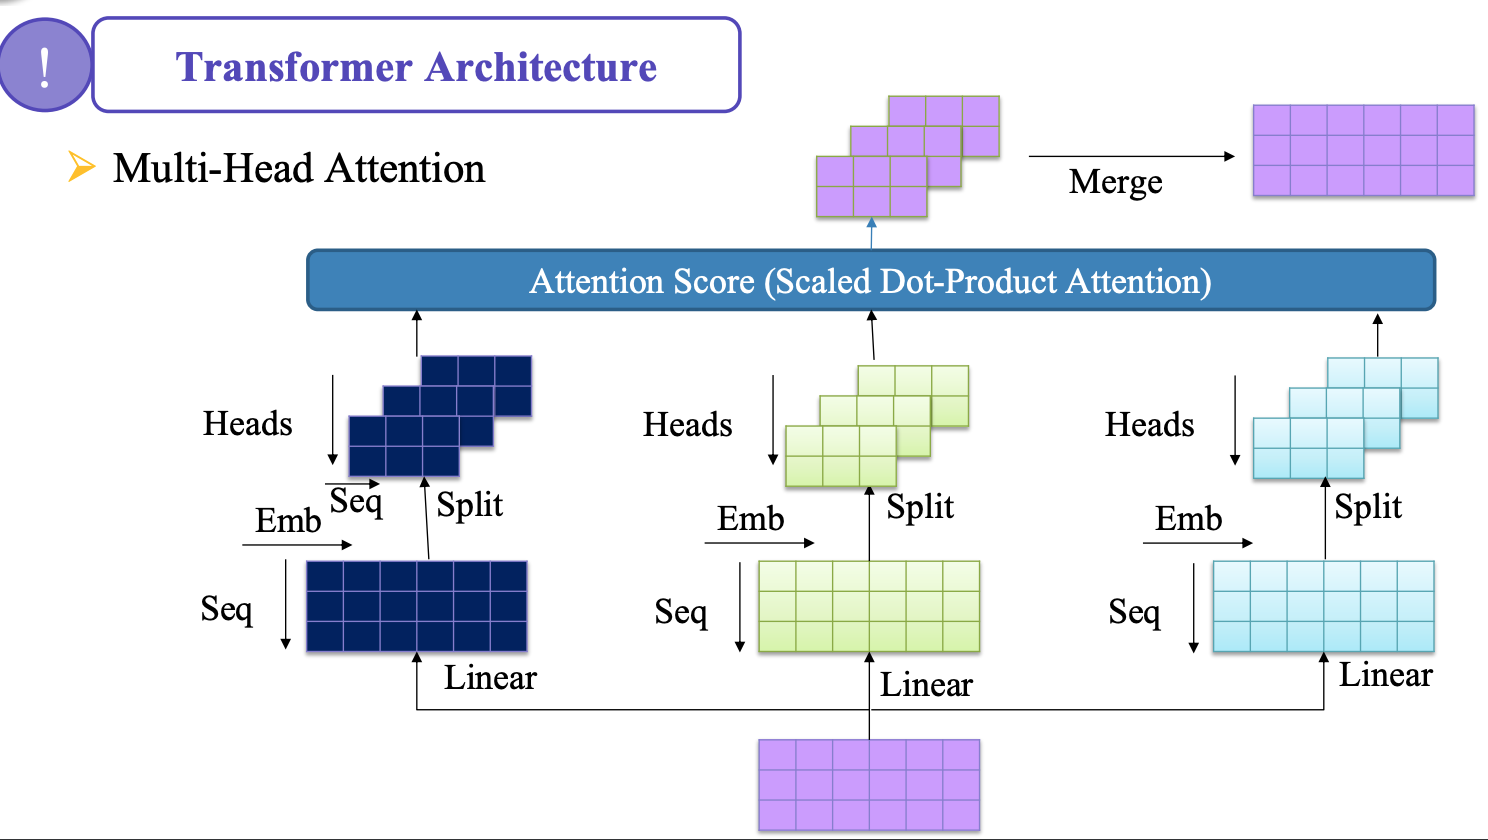 !
Transformer Architecture
Multi-Head Attention
Merge
Attention Score (Scaled Dot-Product Attention)
Heads
Heads
Heads
Seq
Split
Split
Split
Emb
Emb
Emb
Seq
Seq
Seq
Linear
Linear
Linear